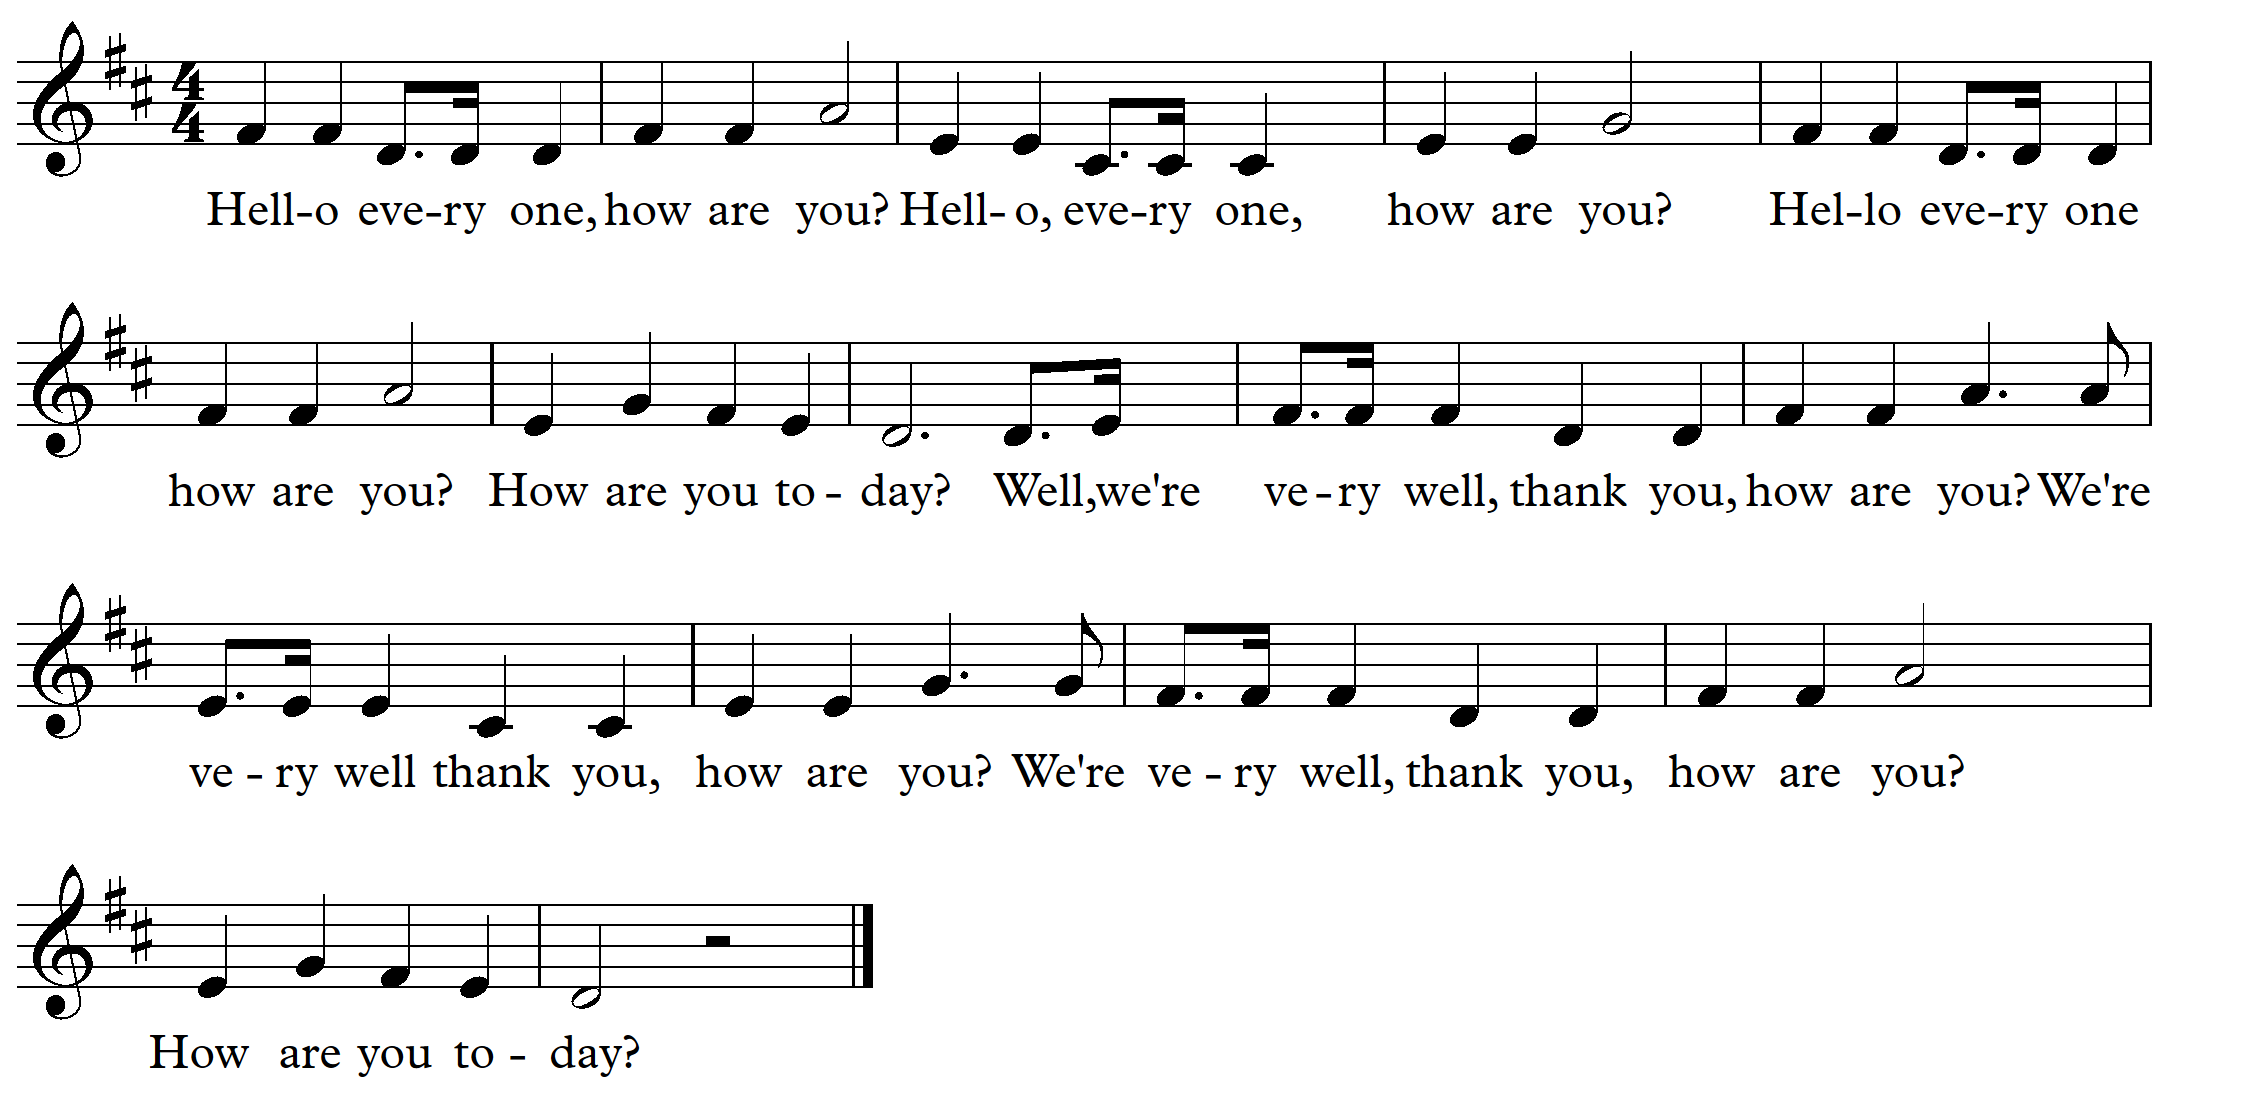 4
4
Hell-o eve-ry one, how are you? Hell- o, eve-ry one, how are you? Hel-lo eve-ry one
how are you? How are you to - day? Well,we're ve - ry well, thank you, how are you? We're
ve - ry well thank you, how are you? We're ve - ry well, thank you, how are you?
How are you to - day?